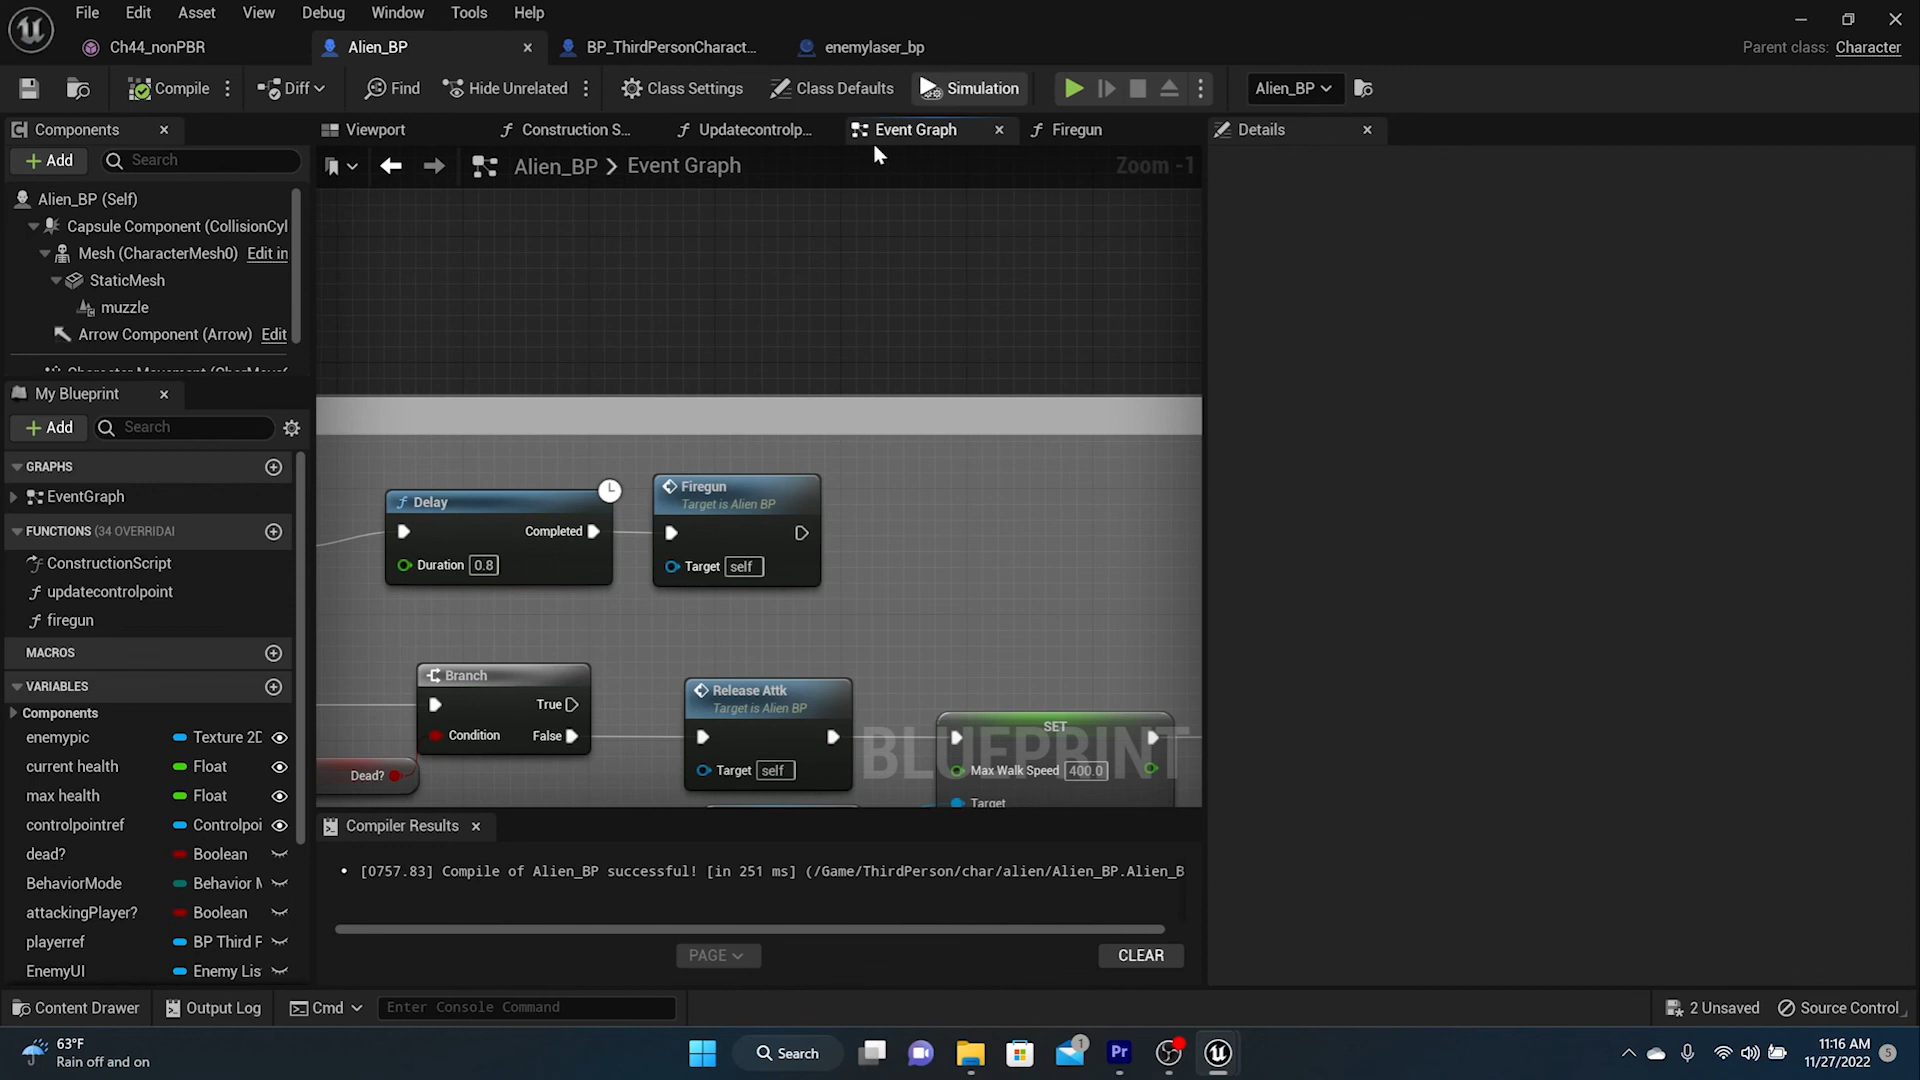 File Edit Asset View Debug Window Tools Help
Ch44_nonPBR Alien_BP BP_ThirdPersonCharact... enemylaser_bp Parent class: Character
Compile Diff Find Hide Unrelated Class Settings Class Defaults Simulation Alien_BP
Components Viewport Construction S... Updatecontrolp... Event Graph Firegun Details
Add Search Alien_BP Event Graph Zoom -1
Alien_BP (Self)
Capsule Component (CollisionCyl
Mesh (CharacterMesh0) Edit in
StaticMesh
muzzle
Arrow Component (Arrow) Edit
My Blueprint
Add Search
GRAPHS
EventGraph
FUNCTIONS (34 OVERRIDAI
ConstructionScript
updatecontrolpoint
firegun
MACROS
VARIABLES
Components
enemypic Texture 2D
current health Float
max health Float
controlpointref Controlpoi
dead? Boolean
BehaviorMode Behavior M
attackingPlayer? Boolean
playerref BP Third P
EnemyUI Enemy Lis
Delay
Completed
Duration 0.8
Firegun
Target is Alien BP
Target self
Branch
True
Condition False
Dead?
Release Attk
Target is Alien BP
Target self
SET
Max Walk Speed 400.0
Target
BLUEPRINT
Compiler Results
[0757.83] Compile of Alien_BP successful! [in 251 ms] (/Game/ThirdPerson/char/alien/Alien_BP.Alien_B
PAGE CLEAR
Content Drawer Output Log Cmd Enter Console Command 2 Unsaved Source Control
63°F
Rain off and on
Search
1
Pr
11:16 AM
11/27/2022
5